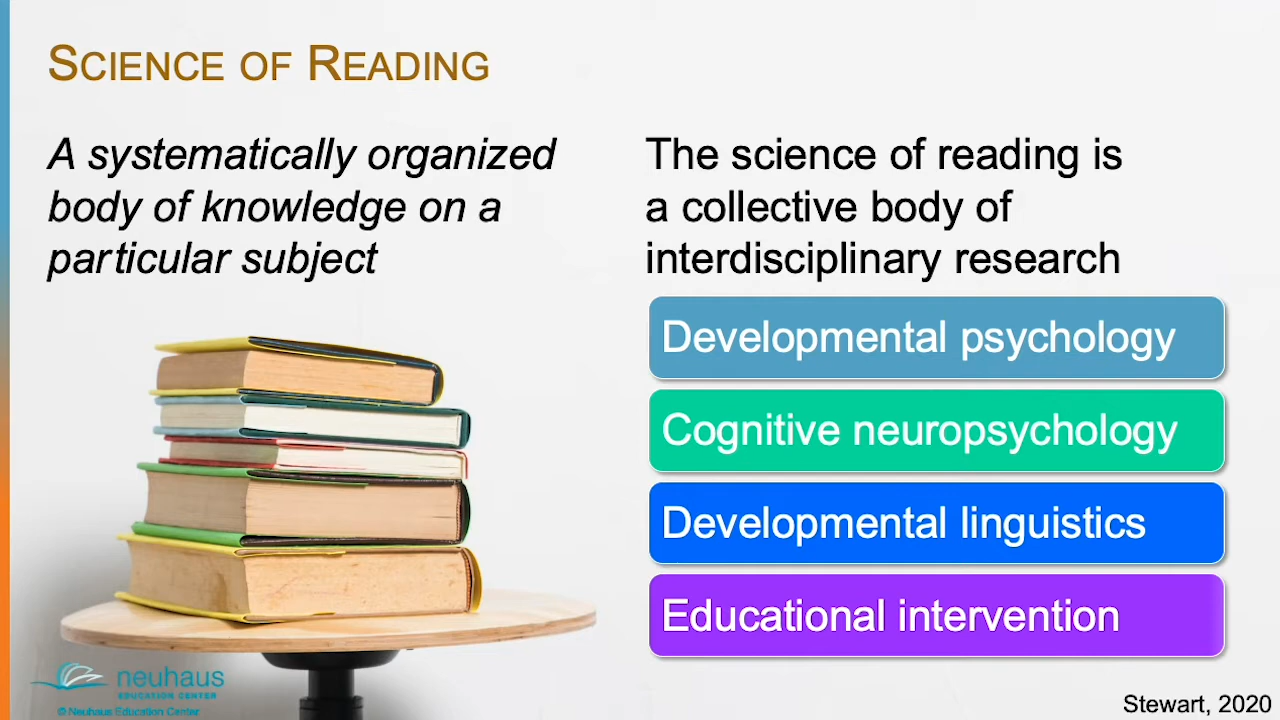 SCIENCE OF READING
A systematically organized
body of knowledge on a
particular subject
The science of reading is
a collective body of
interdisciplinary research
Developmental psychology
Cognitive neuropsychology
Developmental linguistics
Educational intervention
neuhaus
EDUCATION CENTER
© Neuhaus Education Center
Stewart, 2020